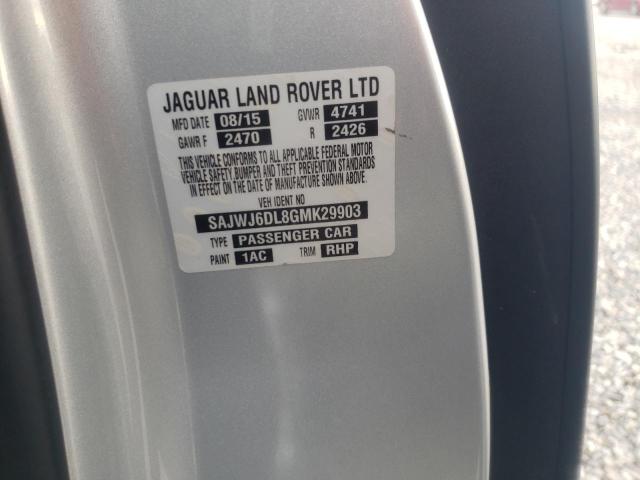 JAGUAR LAND ROVER LTD
MFD DATE 08/15 GVWR 4741
GAWR F 2470 R 2426
THIS VEHICLE CONFORMS TO ALL APPLICABLE FEDERAL MOTOR
VEHICLE SAFETY, BUMPER AND THEFT PREVENTION STANDARDS
IN EFFECT ON THE DATE OF MANUFACTURE SHOWN ABOVE.
VEH IDENT NO
SAJWJ6DL8GMK29903
TYPE PASSENGER CAR
PAINT 1AC TRIM RHP